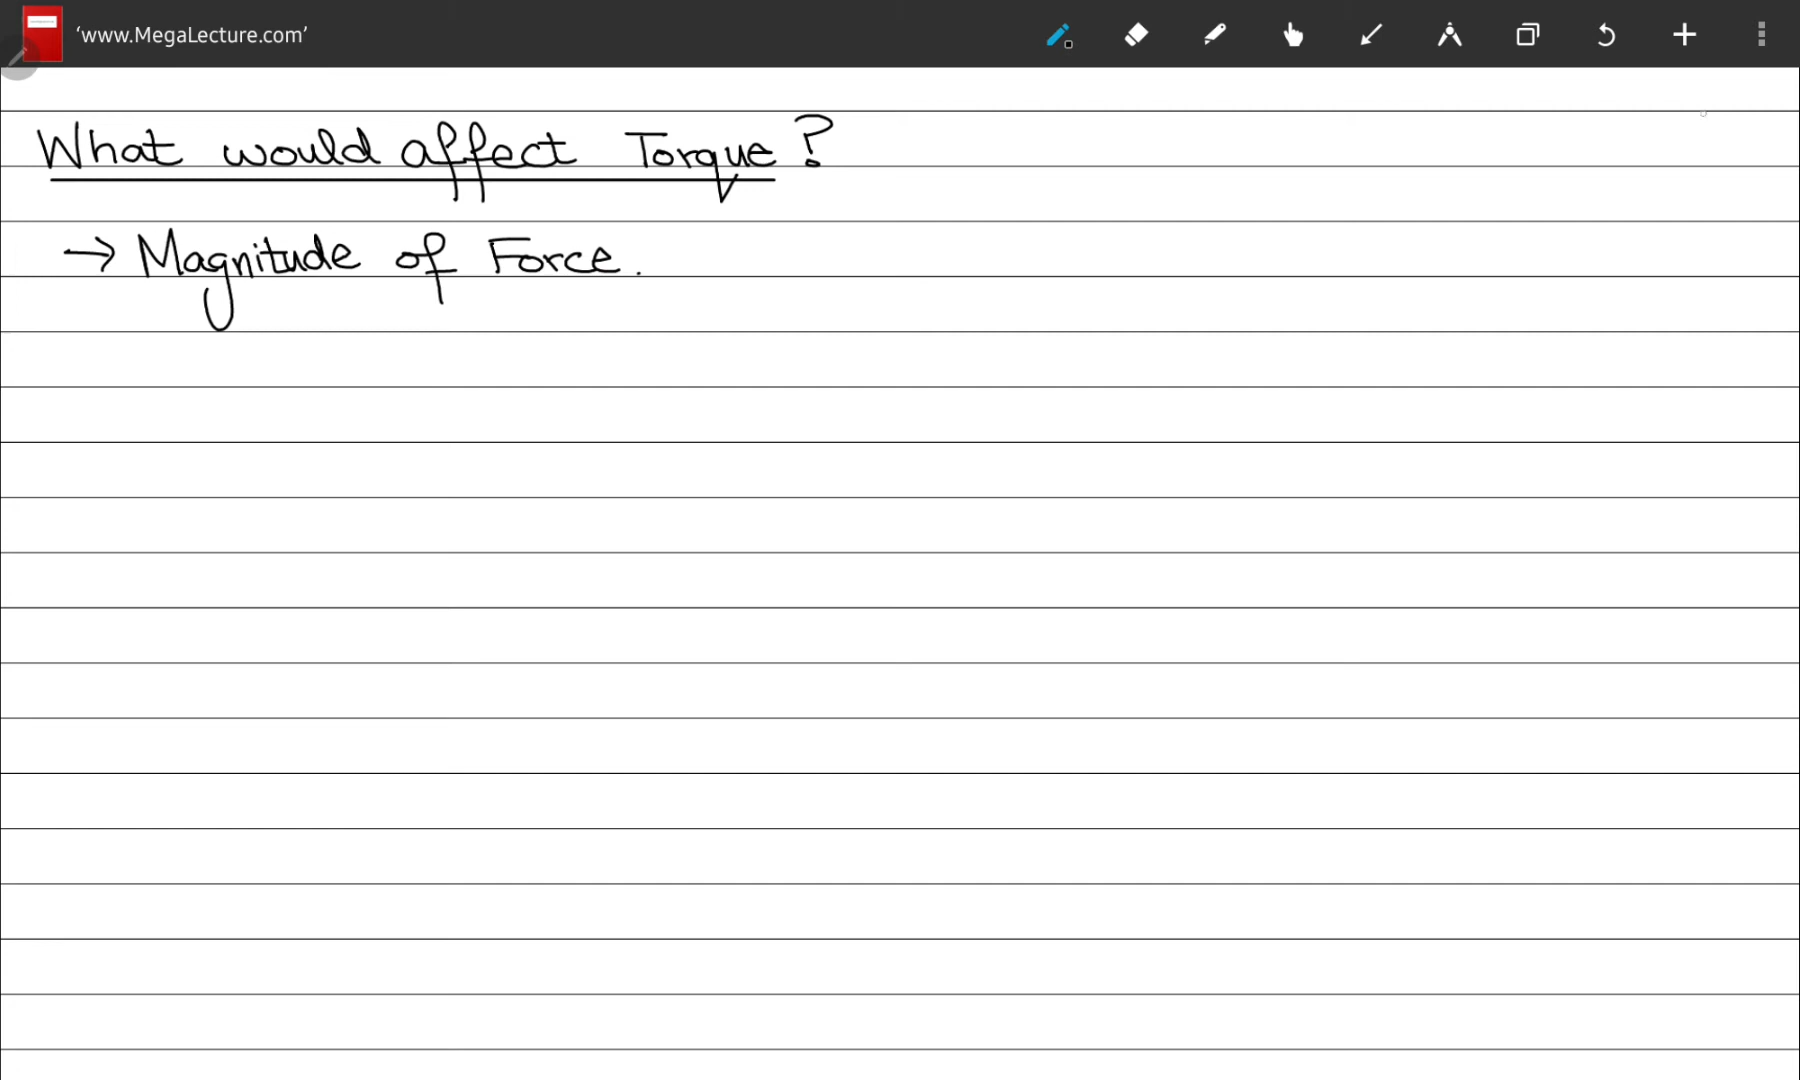 ‘www.MegaLecture.com’
What would affect Torque?
→ Magnitude of Force.